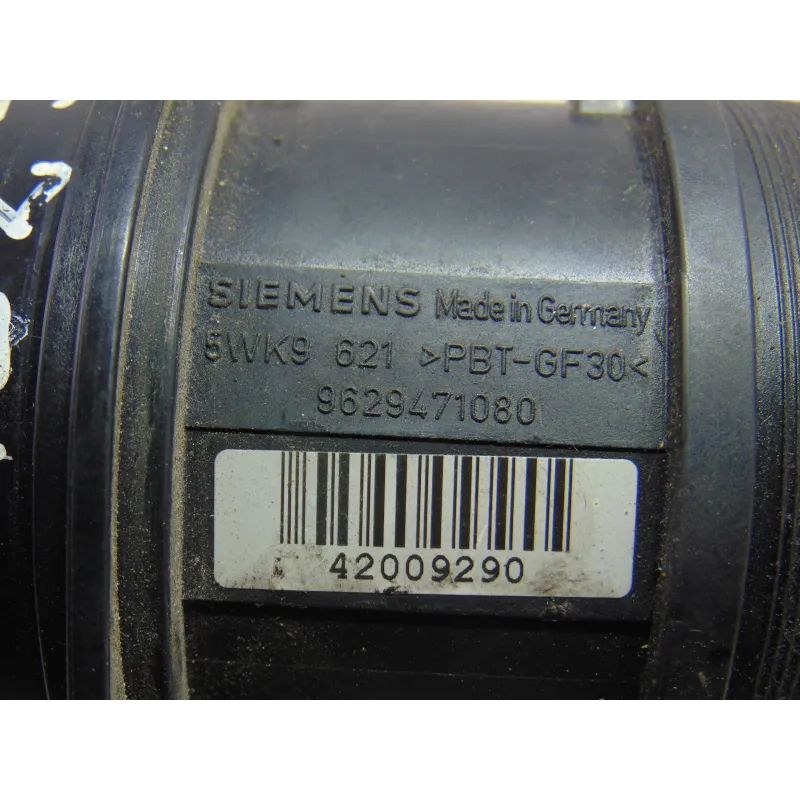 SIEMENS Made in Germany
5WK9 621 >PBT-GF30<
9629471080
42009290